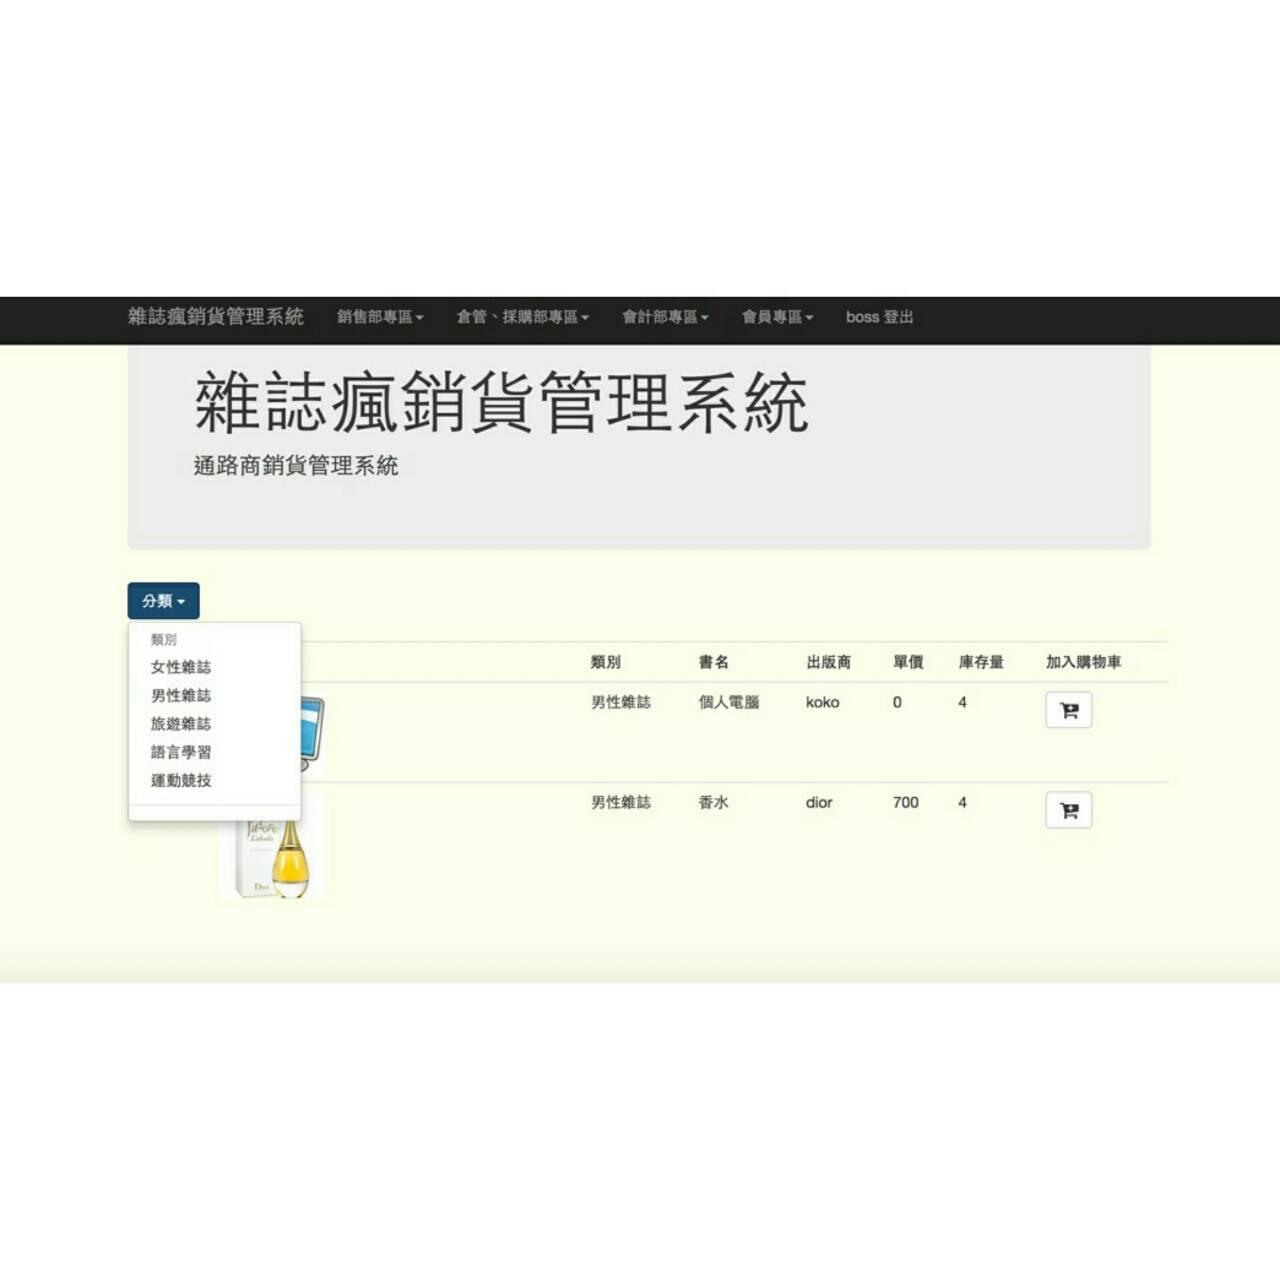 雜誌瘋銷貨管理系統 銷售部專區 倉管、採購部專區 會計部專區 會員專區 boss 登出
雜誌瘋銷貨管理系統
通路商銷貨管理系統
分類
類別
女性雜誌
男性雜誌
旅遊雜誌
語言學習
運動競技
類別 書名 出版商 單價 庫存量 加入購物車
男性雜誌 個人電腦 koko 0 4
男性雜誌 香水 dior 700 4
j'adore
Dior